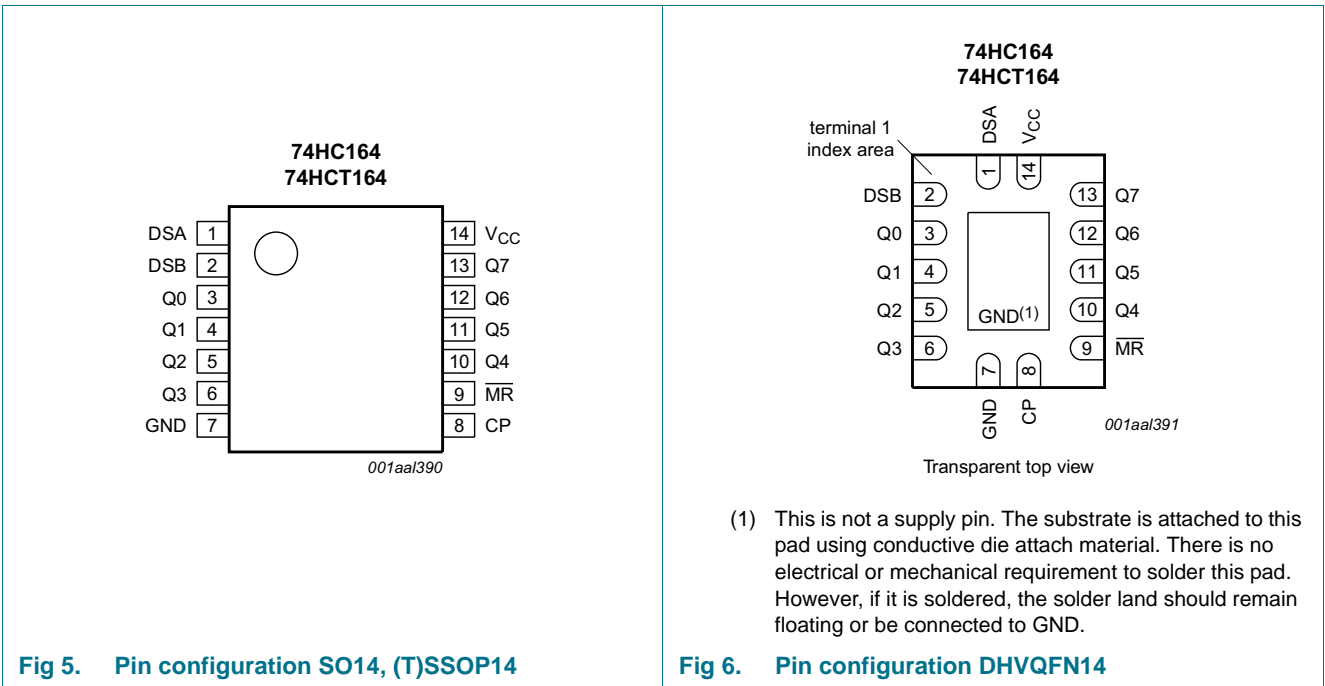 74HC164
74HCT164
DSA 1
DSB 2
Q0 3
Q1 4
Q2 5
Q3 6
GND 7
14 VCC
13 Q7
12 Q6
11 Q5
10 Q4
9 MR
8 CP
001aal390
Fig 5. Pin configuration SO14, (T)SSOP14
74HC164
74HCT164
terminal 1
index area
DSA
VCC
1
14
DSB 2
Q0 3
Q1 4
Q2 5
Q3 6
13 Q7
12 Q6
11 Q5
10 Q4
9 MR
GND(1)
7
8
GND
CP
001aal391
Transparent top view
(1) This is not a supply pin. The substrate is attached to this
pad using conductive die attach material. There is no
electrical or mechanical requirement to solder this pad.
However, if it is soldered, the solder land should remain
floating or be connected to GND.
Fig 6. Pin configuration DHVQFN14